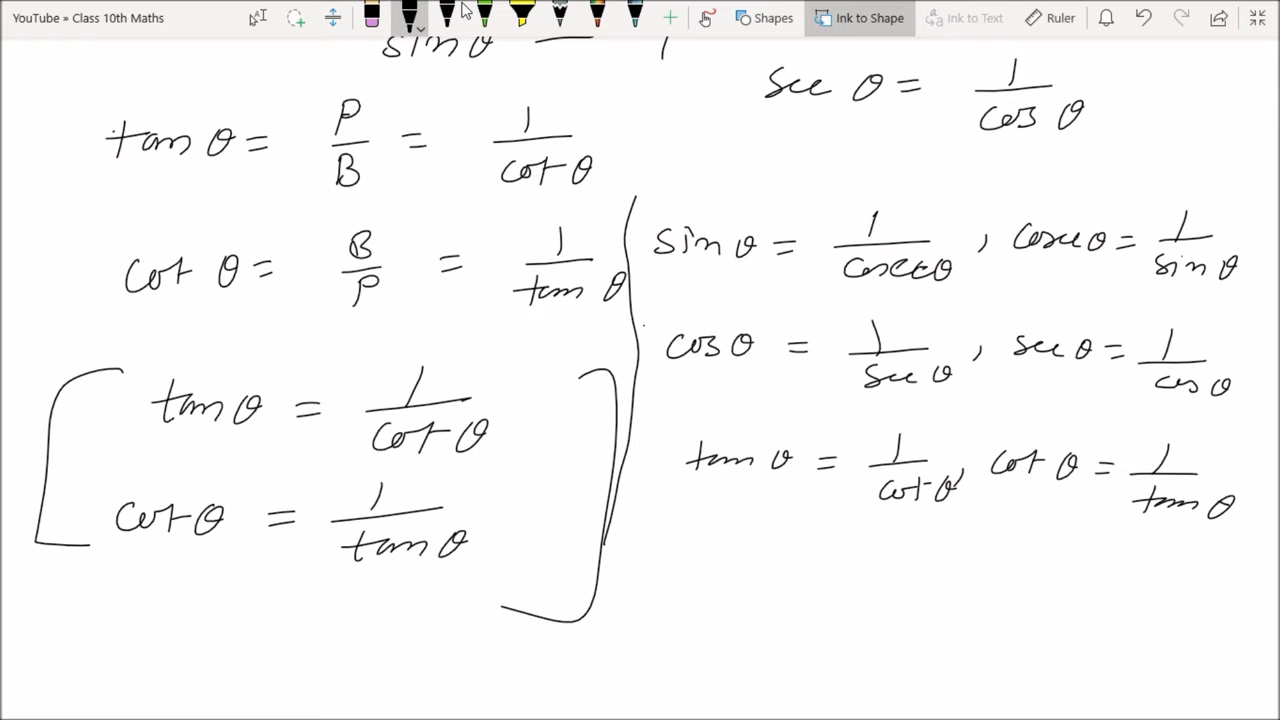 YouTube » Class 10th Maths Shapes Ink to Shape Ink to Text Ruler
sinθ
sec θ = 1/cos θ
tan θ = P/B = 1/cot θ
cot θ = B/P = 1/tan θ
tan θ = 1/cot θ
cot θ = 1/tan θ
sin θ = 1/cosec θ , cosec θ = 1/sin θ
cos θ = 1/sec θ , sec θ = 1/cos θ
tan θ = 1/cot θ , cot θ = 1/tan θ